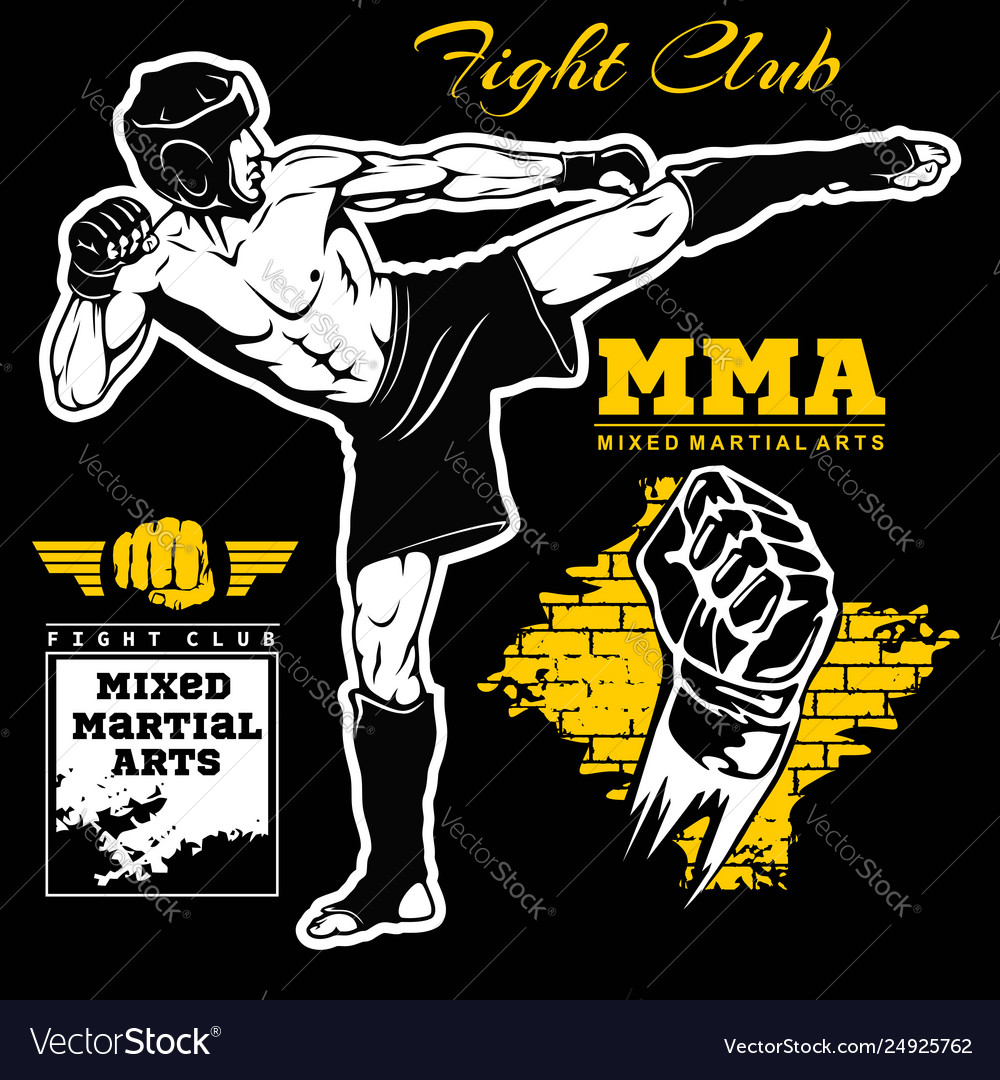 Fight Club
MMA
MIXED MARTIAL ARTS
FIGHT CLUB
MIXED
MARTIAL
ARTS
VectorStock®
VectorStock.com/24925762